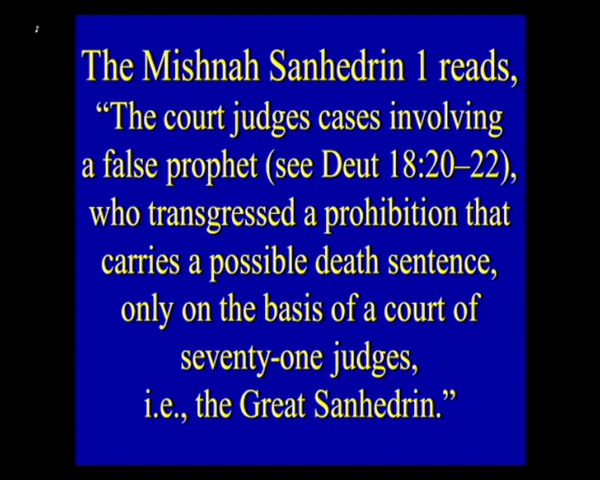 The Mishnah Sanhedrin 1 reads,
“The court judges cases involving
a false prophet (see Deut 18:20–22),
who transgressed a prohibition that
carries a possible death sentence,
only on the basis of a court of
seventy-one judges,
i.e., the Great Sanhedrin.”